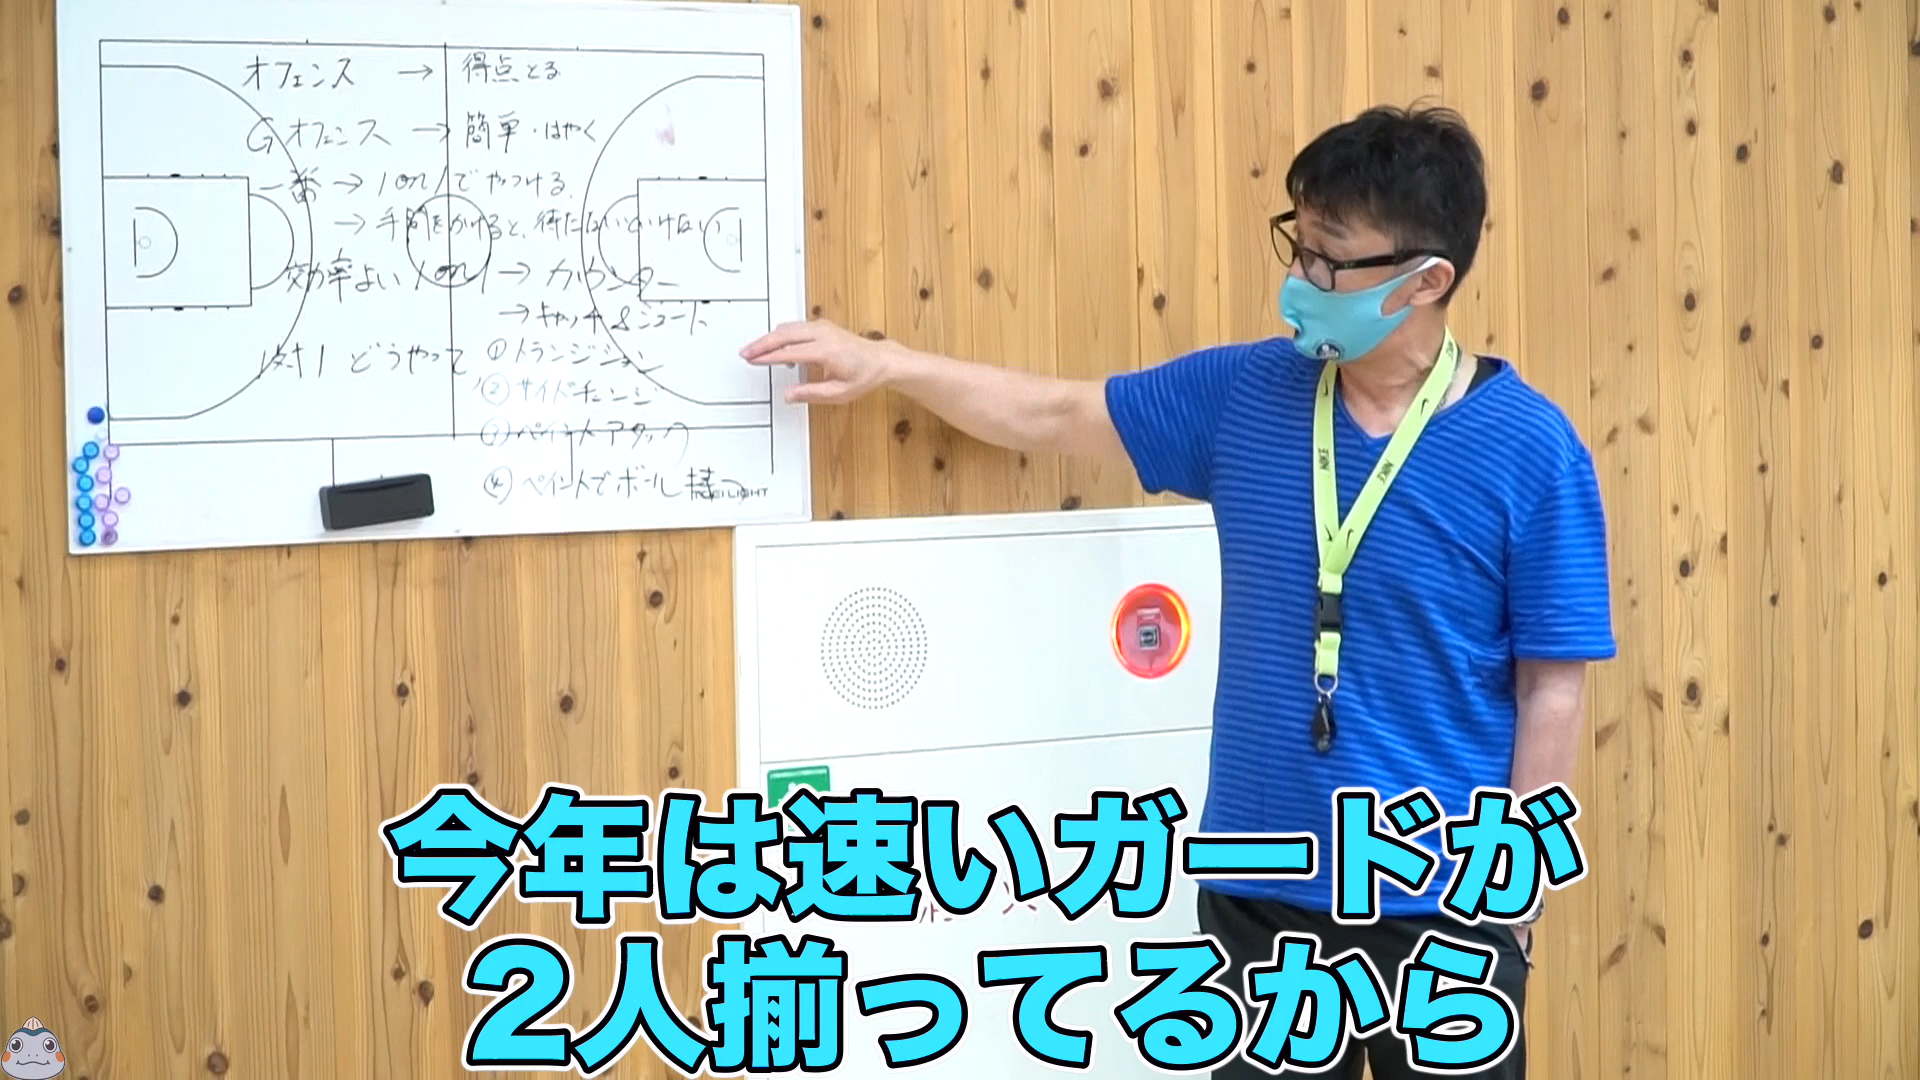 オフェンス → 得点とる
Gオフェンス → 簡単・はやく
一番 → 1on1でやっつける
→ 手間をかけると、待たないといけない
効率よい1on1 → カウンター
→ キャッチ&シュート
1対1 どうやって ①トランジション
②サイドチェンジ
③ペイントアタック
④ペイントでボール持つ
NIKE
NIKE
今年は速いガードが
2人揃ってるから